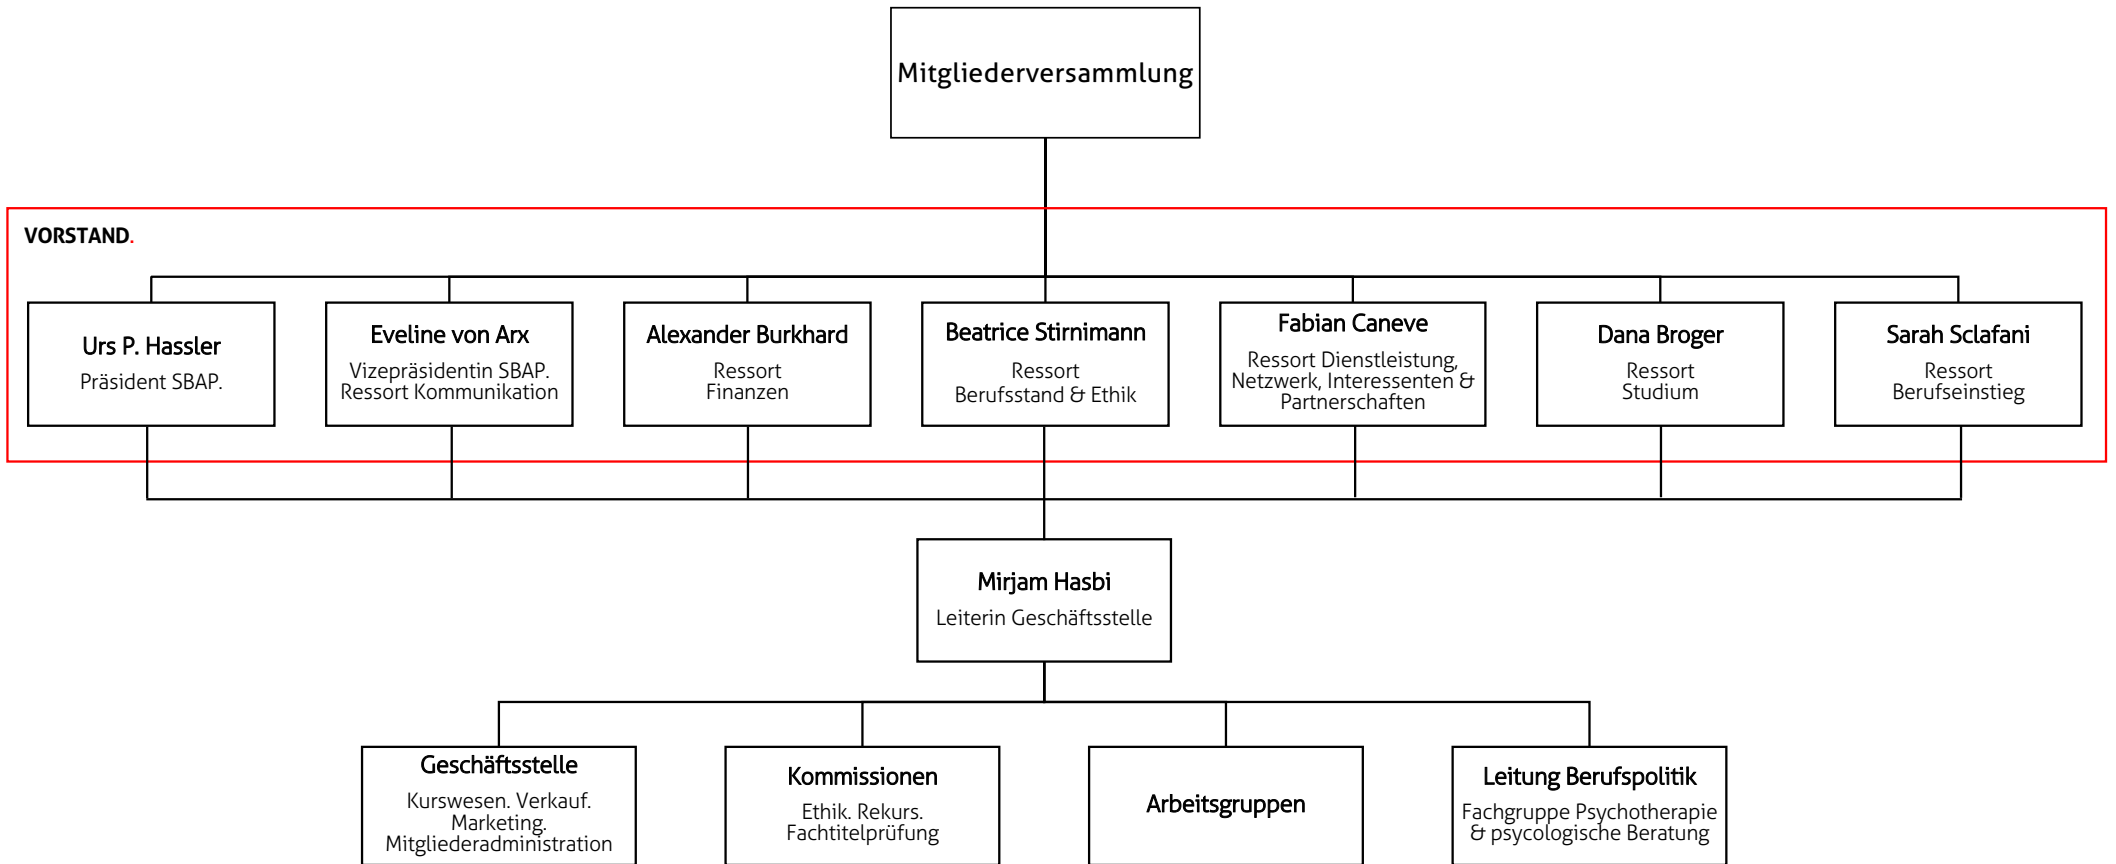 Mitgliederversammlung
VORSTAND.
Urs P. Hassler
Präsident SBAP.
Eveline von Arx
Vizepräsidentin SBAP.
Ressort Kommunikation
Alexander Burkhard
Ressort
Finanzen
Beatrice Stirnimann
Ressort
Berufsstand & Ethik
Fabian Caneve
Ressort Dienstleistung,
Netzwerk, Interessenten &
Partnerschaften
Dana Broger
Ressort
Studium
Sarah Sclafani
Ressort
Berufseinstieg
Mirjam Hasbi
Leiterin Geschäftsstelle
Geschäftsstelle
Kurswesen. Verkauf.
Marketing.
Mitgliederadministration
Kommissionen
Ethik. Rekurs.
Fachtitelprüfung
Arbeitsgruppen
Leitung Berufspolitik
Fachgruppe Psychotherapie
& psycologische Beratung